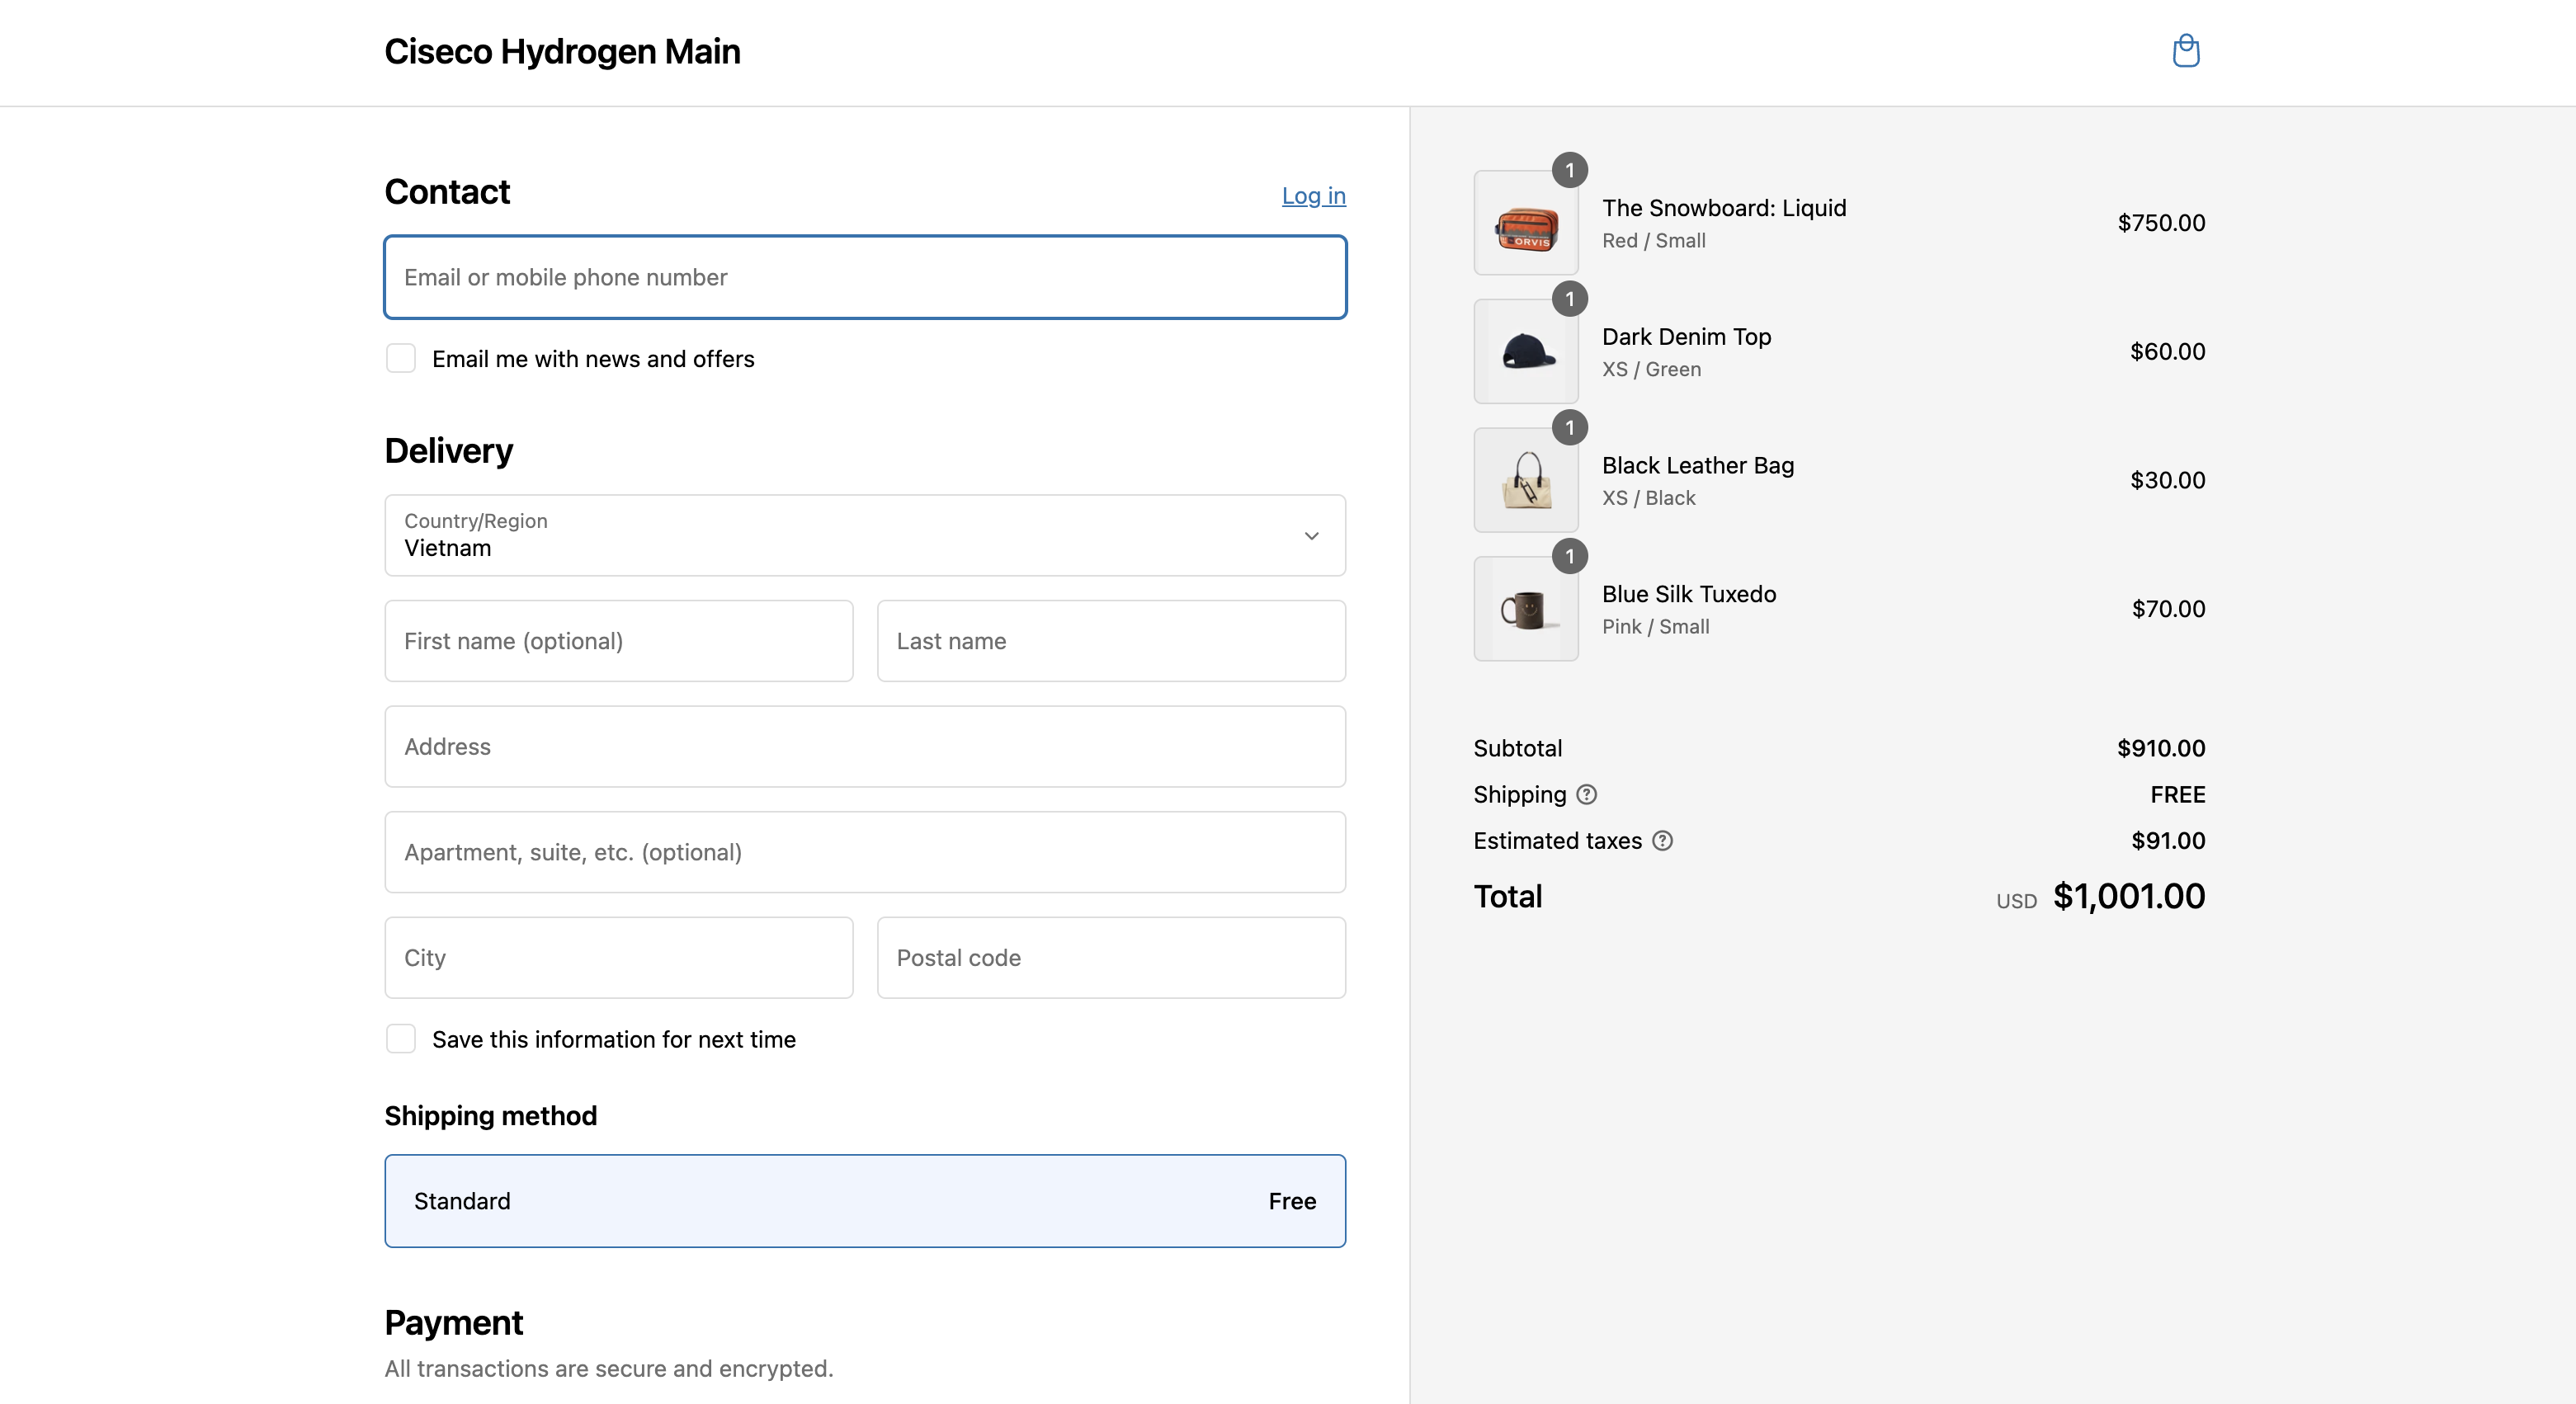 Ciseco Hydrogen Main
Contact
Log in
Email or mobile phone number
Email me with news and offers
Delivery
Country/Region
Vietnam
First name (optional)
Last name
Address
Apartment, suite, etc. (optional)
City
Postal code
Save this information for next time
Shipping method
Standard
Free
Payment
All transactions are secure and encrypted.
1
ORVIS
The Snowboard: Liquid
Red / Small
$750.00
1
Dark Denim Top
XS / Green
$60.00
1
Black Leather Bag
XS / Black
$30.00
1
Blue Silk Tuxedo
Pink / Small
$70.00
Subtotal
$910.00
Shipping
FREE
Estimated taxes
$91.00
Total
USD $1,001.00